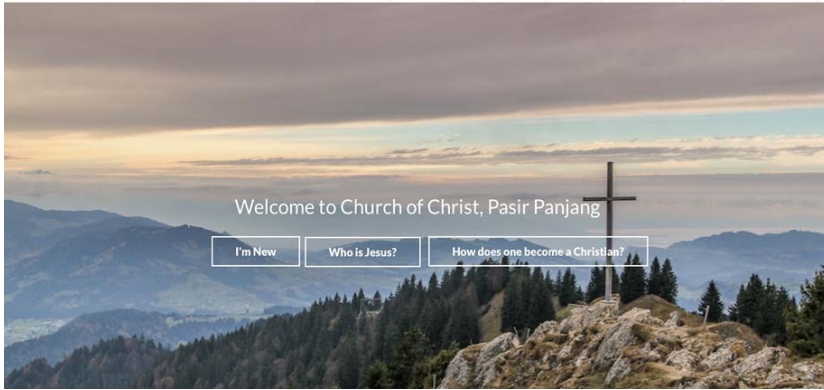 Welcome to Church of Christ, Pasir Panjang
I'm New
Who is Jesus?
How does one become a Christian?